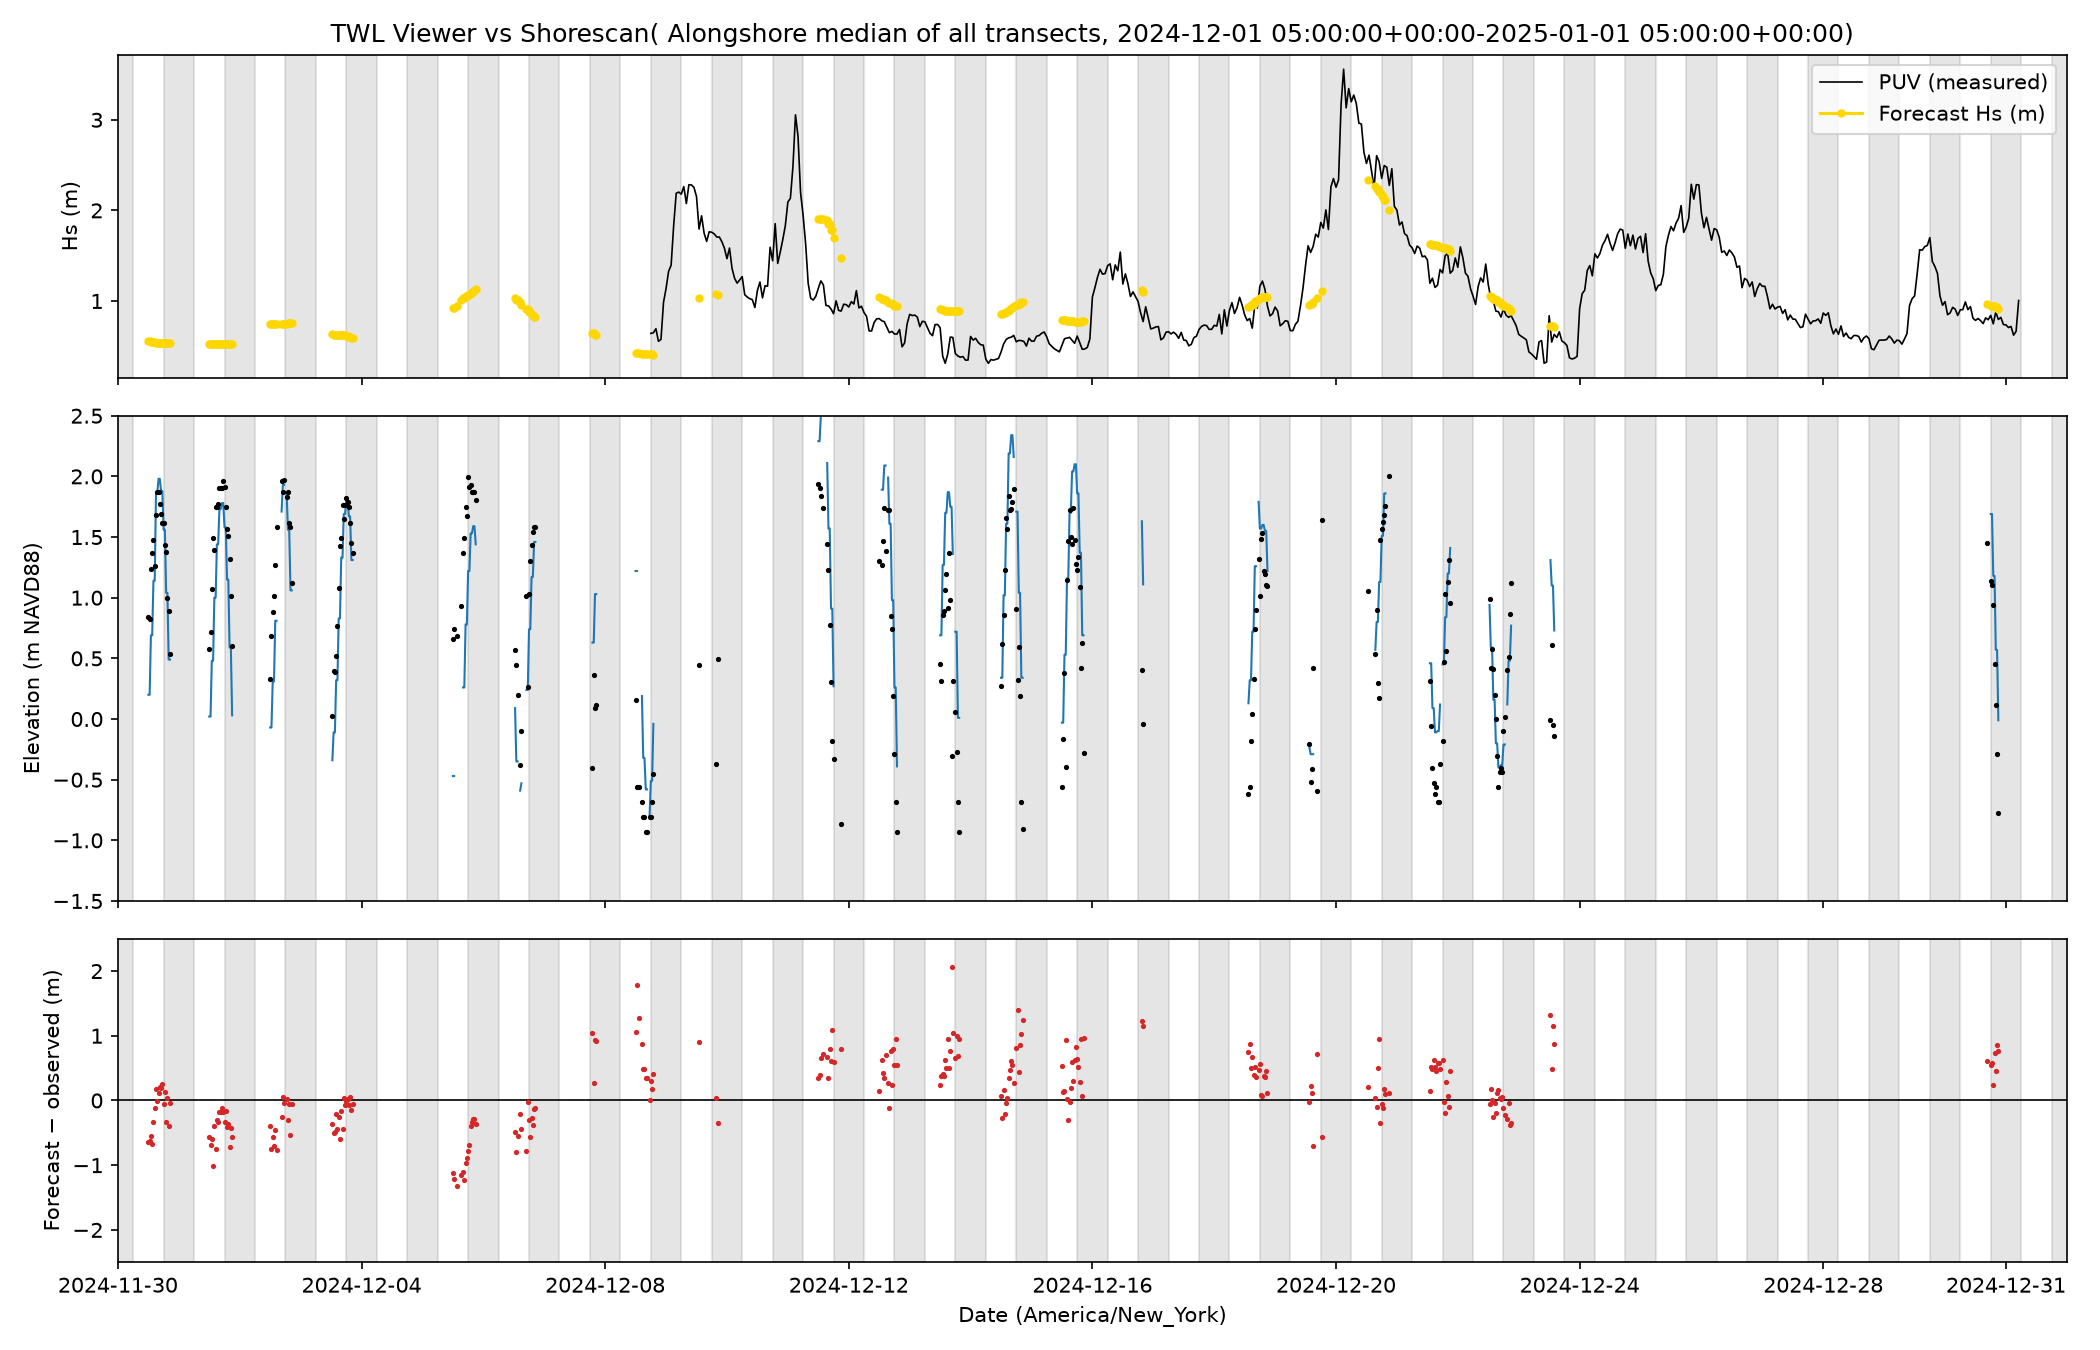 TWL Viewer vs Shorescan( Alongshore median of all transects, 2024-12-01 05:00:00+00:00-2025-01-01 05:00:00+00:00)
Hs (m)
3
2
1
PUV (measured)
Forecast Hs (m)
Elevation (m NAVD88)
2.5
2.0
1.5
1.0
0.5
0.0
−0.5
−1.0
−1.5
Forecast − observed (m)
2
1
0
−1
−2
2024-11-30 2024-12-04 2024-12-08 2024-12-12 2024-12-16 2024-12-20 2024-12-24 2024-12-28 2024-12-31
Date (America/New_York)